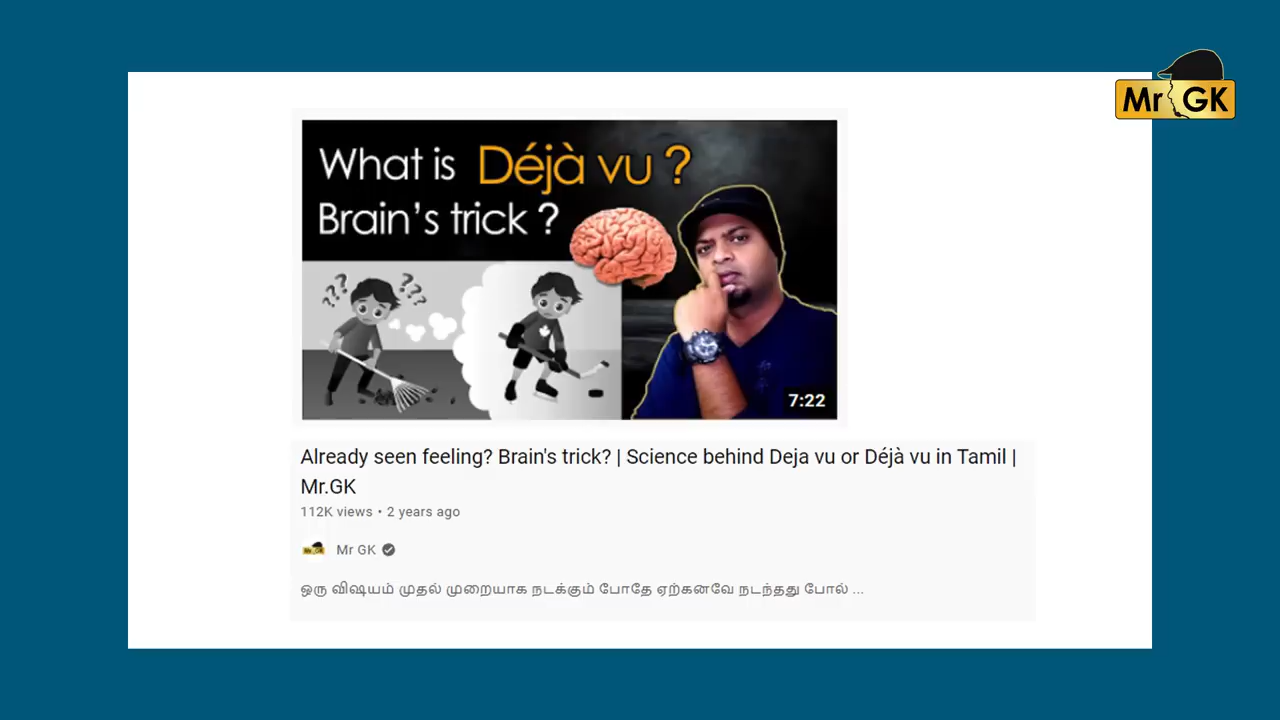 Mr GK
What is Déjà vu ?
Brain's trick ?
???
???
7:22
Already seen feeling? Brain's trick? | Science behind Deja vu or Déjà vu in Tamil |
Mr.GK
112K views • 2 years ago
Mr GK
Mr GK
ஒரு விஷயம் முதல் முறையாக நடக்கும் போதே ஏற்கனவே நடந்தது போல் ...